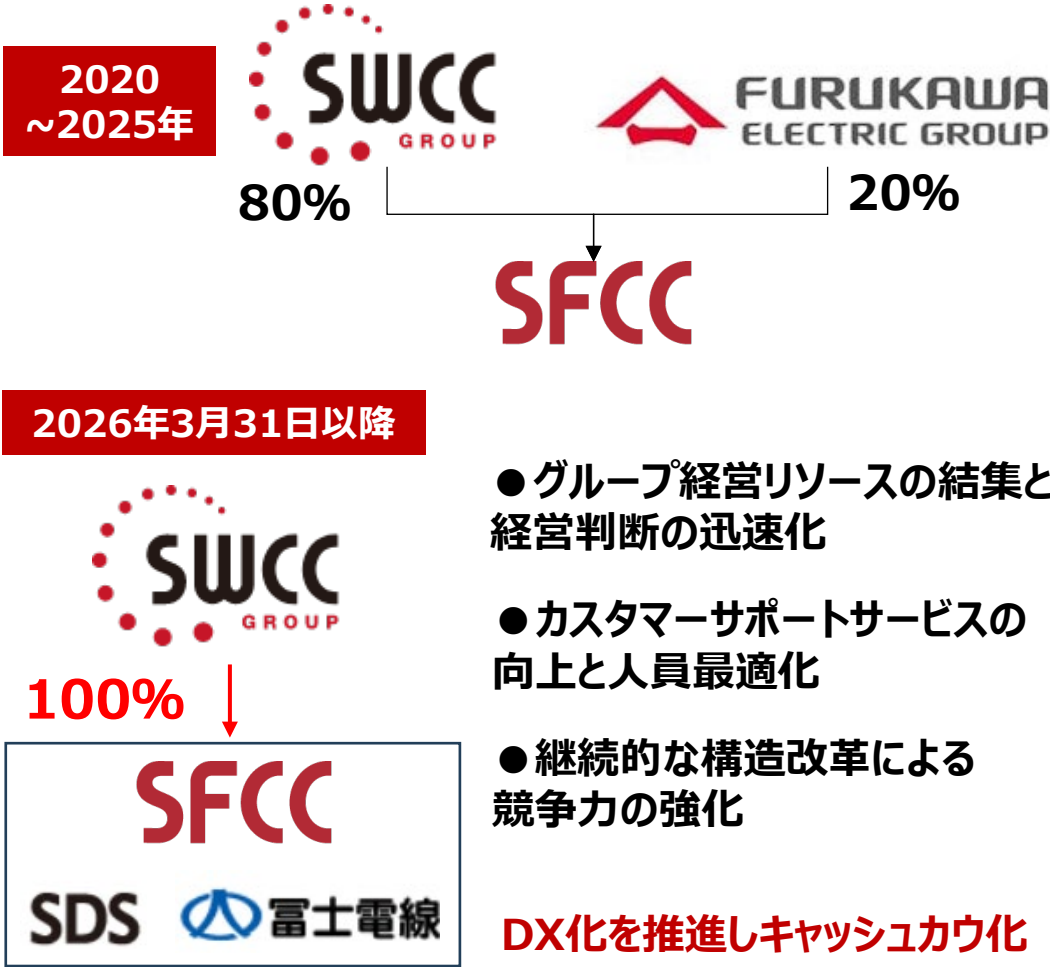 2020
~2025年
SWCC
GROUP
FURUKAWA
ELECTRIC GROUP
80%
20%
SFCC
2026年3月31日以降
SWCC
GROUP
100%
SFCC
SDS
冨士電線
●グループ経営リソースの結集と
経営判断の迅速化
●カスタマーサポートサービスの
向上と人員最適化
●継続的な構造改革による
競争力の強化
DX化を推進しキャッシュカウ化